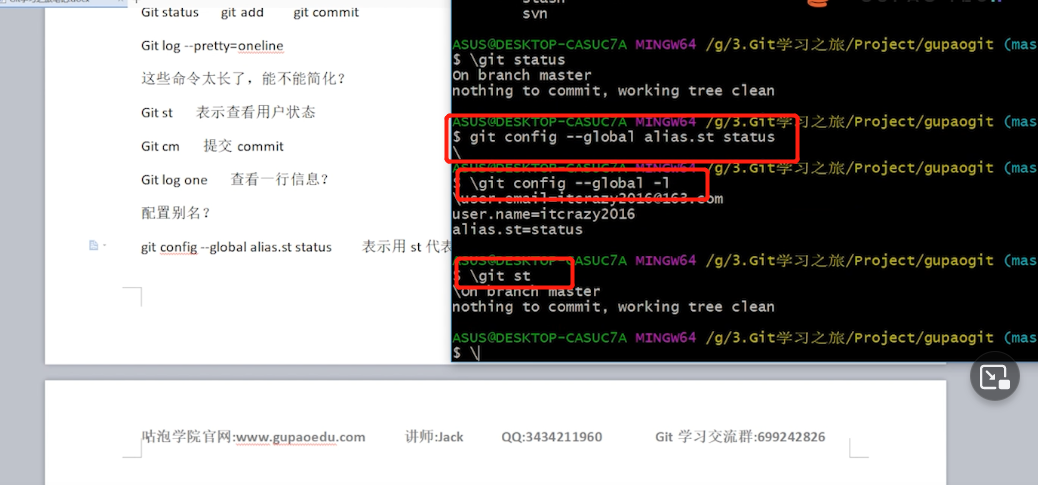 Git status git add git commit
Git log --pretty=oneline
这些命令太长了，能不能简化？
Git st 表示查看用户状态
Git cm 提交 commit
Git log one 查看一行信息？
配置别名？
git config --global alias.st status 表示用 st 代表
svn
ASUS@DESKTOP-CASUC7A MINGW64 /g/3.Git学习之旅/Project/gupaogit (mas
$ \git status
On branch master
nothing to commit, working tree clean
ASUS@DESKTOP-CASUC7A MINGW64 /g/3.Git学习之旅/Project/gupaogit (mas
$ git config --global alias.st status
\
ASUS@DESKTOP-CASUC7A MINGW64 /g/3.Git学习之旅/Project/gupaogit (mas
$ \git config --global -l
\user.email=itcrazy2016@163.com
user.name=itcrazy2016
alias.st=status
ASUS@DESKTOP-CASUC7A MINGW64 /g/3.Git学习之旅/Project/gupaogit (mas
$ \git st
\On branch master
nothing to commit, working tree clean
ASUS@DESKTOP-CASUC7A MINGW64 /g/3.Git学习之旅/Project/gupaogit (mas
$ \
咕泡学院官网:www.gupaoedu.com 讲师:Jack QQ:3434211960 Git 学习交流群:699242826